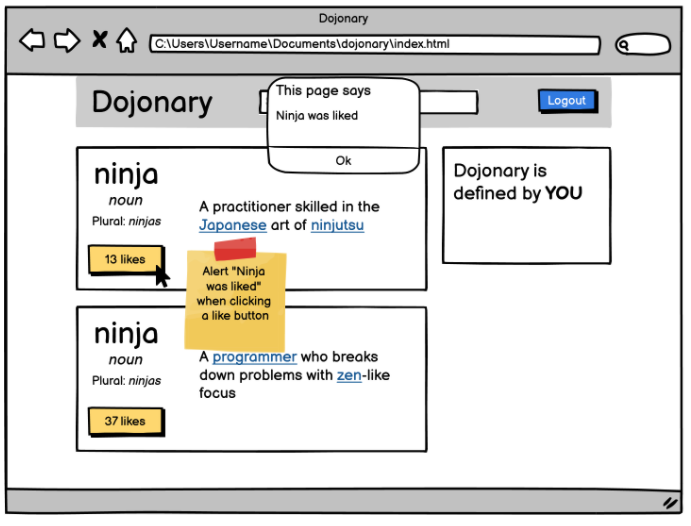 Dojonary
C:\Users\Username\Documents\dojonary\index.html
Dojonary
Logout
This page says
Ninja was liked
Ok
ninja
noun
Plural: ninjas
13 likes
A practitioner skilled in the
Japanese art of ninjutsu
Alert "Ninja
was liked"
when clicking
a like button
Dojonary is
defined by YOU
ninja
noun
Plural: ninjas
37 likes
A programmer who breaks
down problems with zen-like
focus